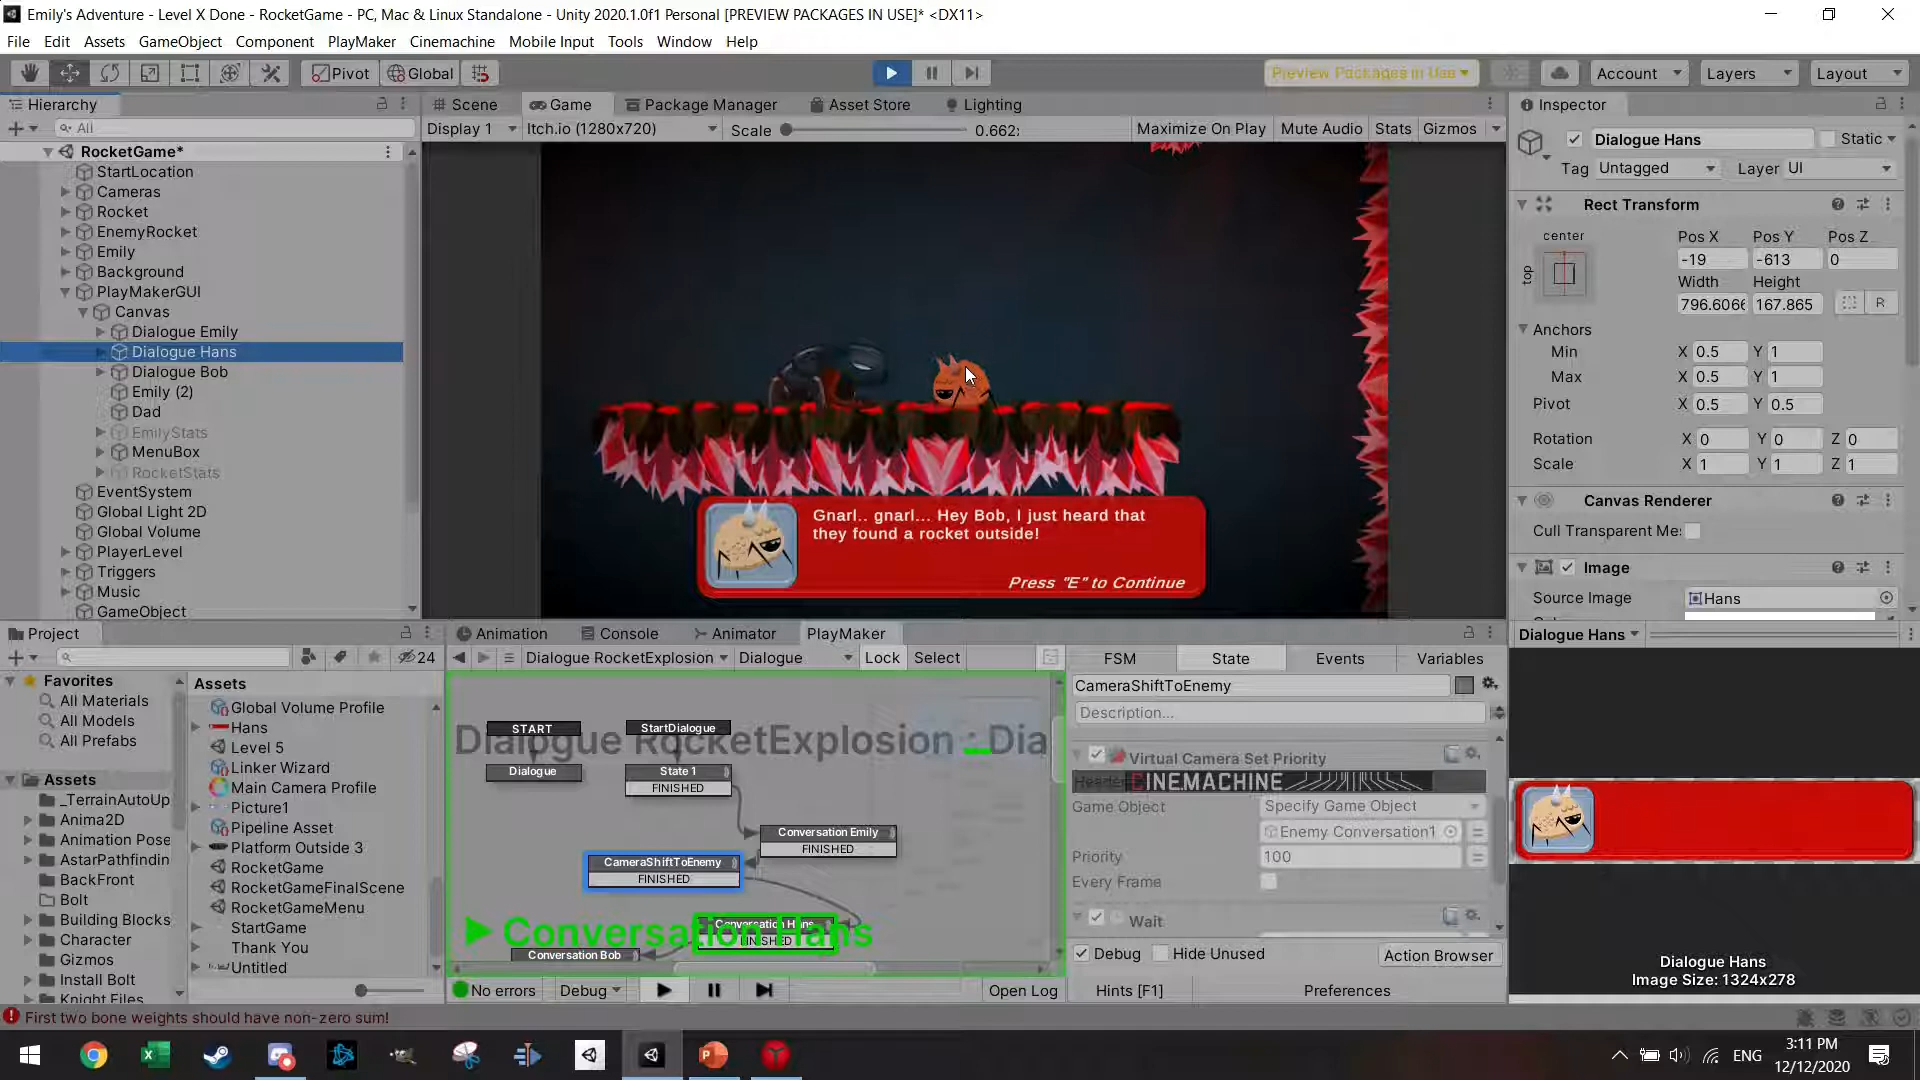 Emily's Adventure - Level X Done - RocketGame - PC, Mac & Linux Standalone - Unity 2020.1.0f1 Personal [PREVIEW PACKAGES IN USE]* <DX11>
File Edit Assets GameObject Component PlayMaker Cinemachine Mobile Input Tools Window Help
Pivot Global Preview Packages in Use Account Layers Layout
Hierarchy
All
RocketGame*
StartLocation
Cameras
Rocket
EnemyRocket
Emily
Background
PlayMakerGUI
Canvas
Dialogue Emily
Dialogue Hans
Dialogue Bob
Emily (2)
Dad
EmilyStats
MenuBox
RocketStats
EventSystem
Global Light 2D
Global Volume
PlayerLevel
Triggers
Music
GameObject
Scene Game Package Manager Asset Store Lighting
Display 1 Itch.io (1280x720) Scale 0.662: Maximize On Play Mute Audio Stats Gizmos
Gnarl.. gnarl... Hey Bob, I just heard that
they found a rocket outside!
Press "E" to Continue
Inspector
Dialogue Hans Static
Tag Untagged Layer UI
Rect Transform
center
top
Pos X Pos Y Pos Z
-19 -613 0
Width Height
796.6066 167.865 R
Anchors
Min X 0.5 Y 1
Max X 0.5 Y 1
Pivot X 0.5 Y 0.5
Rotation X 0 Y 0 Z 0
Scale X 1 Y 1 Z 1
Canvas Renderer
Cull Transparent Me:
Image
Source Image Hans
Dialogue Hans
Dialogue Hans
Image Size: 1324x278
Project
24
Favorites
All Materials
All Models
All Prefabs
Assets
_TerrainAutoUp
Anima2D
Animation Pose
AstarPathfindin
BackFront
Bolt
Building Blocks
Character
Gizmos
Install Bolt
Knight Files
Assets
Global Volume Profile
Hans
Level 5
Linker Wizard
Main Camera Profile
Picture1
Pipeline Asset
Platform Outside 3
RocketGame
RocketGameFinalScene
RocketGameMenu
StartGame
Thank You
Untitled
Animation Console Animator PlayMaker
Dialogue RocketExplosion Dialogue Lock Select
Dialogue RocketExplosion : Dia
START
Dialogue
StartDialogue
State 1
FINISHED
Conversation Emily
FINISHED
CameraShiftToEnemy
FINISHED
Conversation Hans
FINISHED
Conversation Hans
Conversation Bob
No errors Debug Open Log
FSM State Events Variables
CameraShiftToEnemy
Description...
Virtual Camera Set Priority
CINEMACHINE
Game Object Specify Game Object
Enemy Conversation1
Priority 100
Every Frame
Wait
Debug Hide Unused Action Browser
Hints [F1] Preferences
First two bone weights should have non-zero sum!
ENG
3:11 PM
12/12/2020